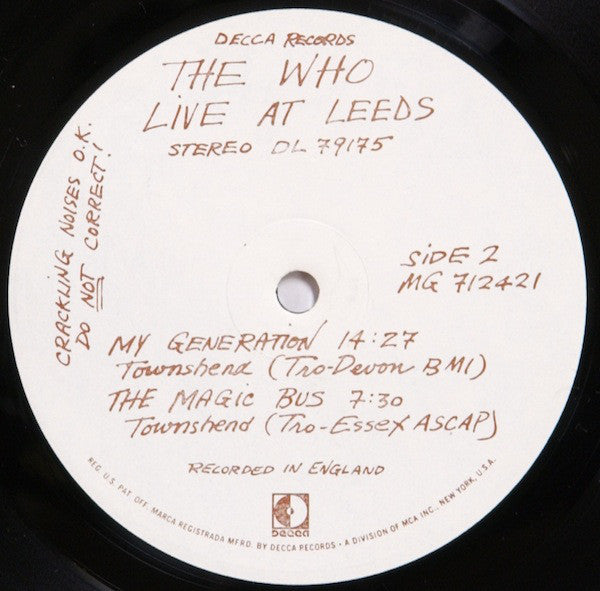 DECCA RECORDS
THE WHO
LiVE AT LEEDS
STEREO DL 79175
CRACKLING NOISES O.K.
DO NOT CORRECT!
SiDE 2
MG 712421
MY GENERATION 14:27
Townshend (Tro-Devon BMI)
THE MAGIC BUS 7:30
Townshend (Tro-Essex ASCAP)
RECORDED IN ENGLAND
DECCA
REG. U.S. PAT. OFF. MARCA REGISTRADA MFRD. BY DECCA RECORDS • A DIVISION OF MCA INC., NEW YORK, U.S.A.